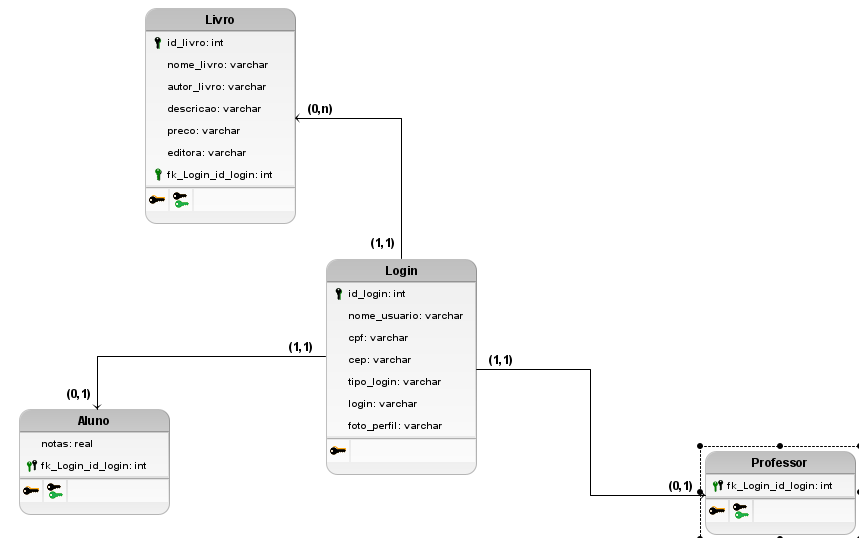 Livro
id_livro: int
nome_livro: varchar
autor_livro: varchar
descricao: varchar
preco: varchar
editora: varchar
fk_Login_id_login: int
(0,n)
(1,1)
Login
id_login: int
nome_usuario: varchar
cpf: varchar
cep: varchar
tipo_login: varchar
login: varchar
foto_perfil: varchar
(1,1)
(1,1)
(0,1)
Aluno
notas: real
fk_Login_id_login: int
(0,1)
Professor
fk_Login_id_login: int